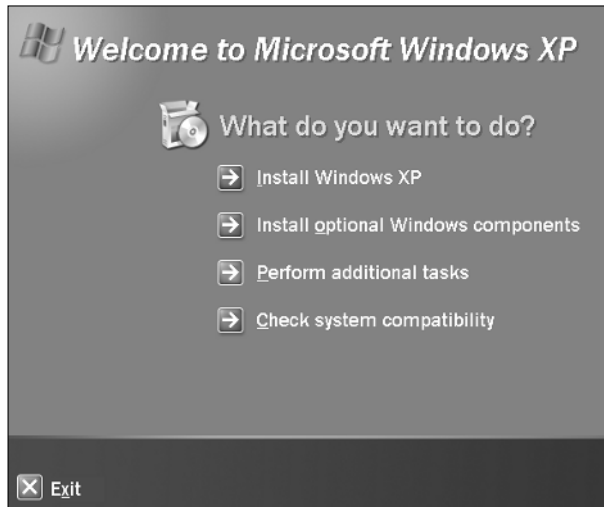 Welcome to Microsoft Windows XP
What do you want to do?
Install Windows XP
Install optional Windows components
Perform additional tasks
Check system compatibility
Exit